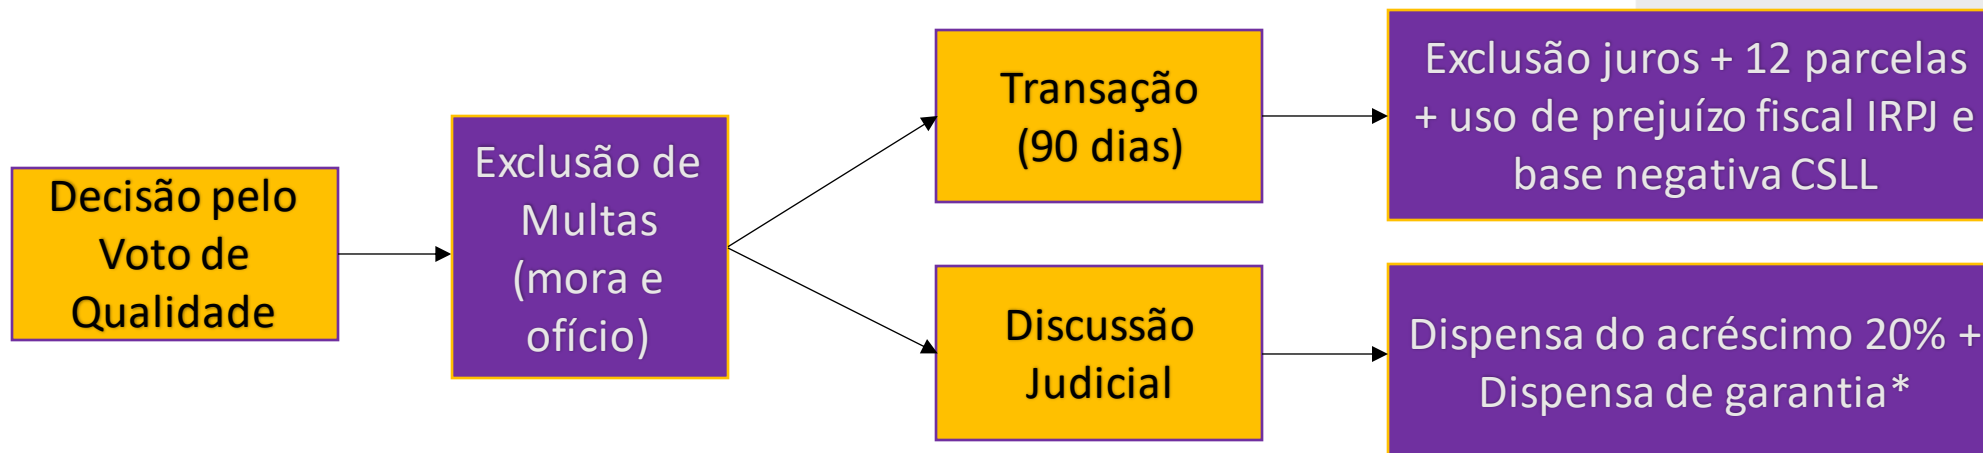 Decisão pelo
Voto de
Qualidade
Exclusão de
Multas
(mora e
ofício)
Transação
(90 dias)
Exclusão juros + 12 parcelas
+ uso de prejuízo fiscal IRPJ e
base negativa CSLL
Discussão
Judicial
Dispensa do acréscimo 20% +
Dispensa de garantia*